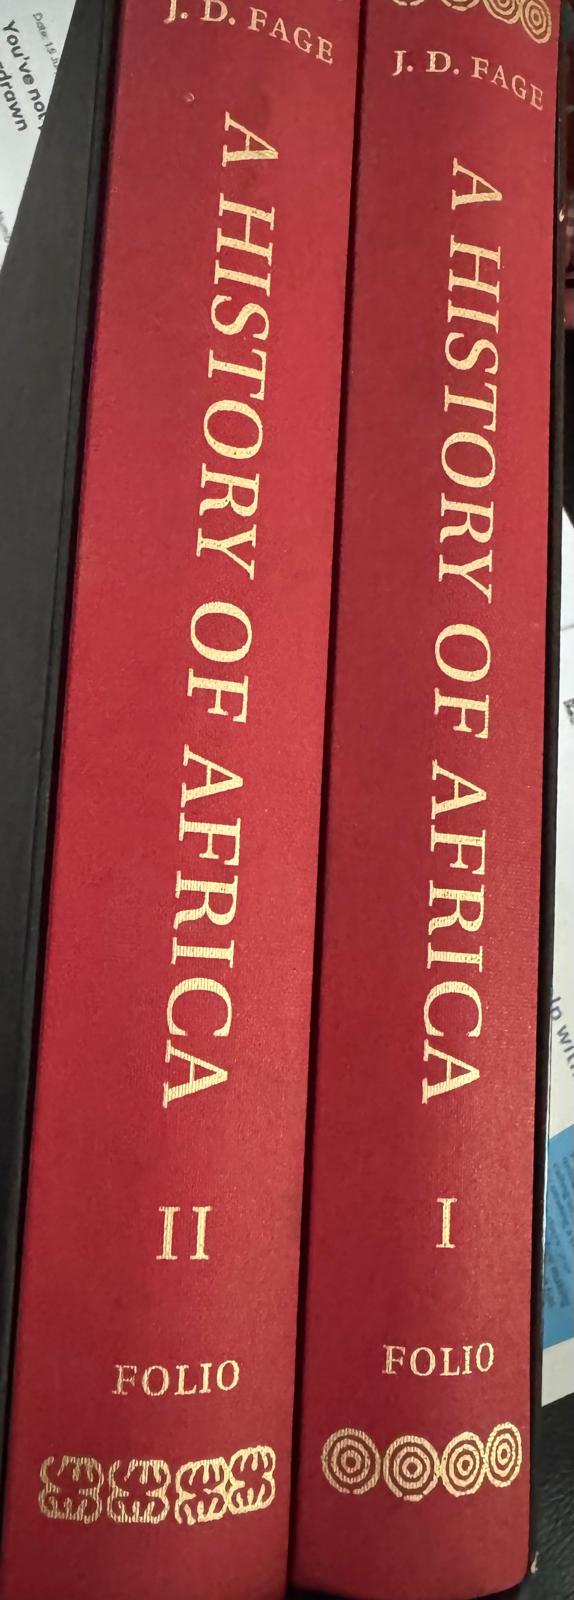 J. D. FAGE
A HISTORY OF AFRICA
II
FOLIO
J. D. FAGE
A HISTORY OF AFRICA
I
FOLIO
You've not
drawn